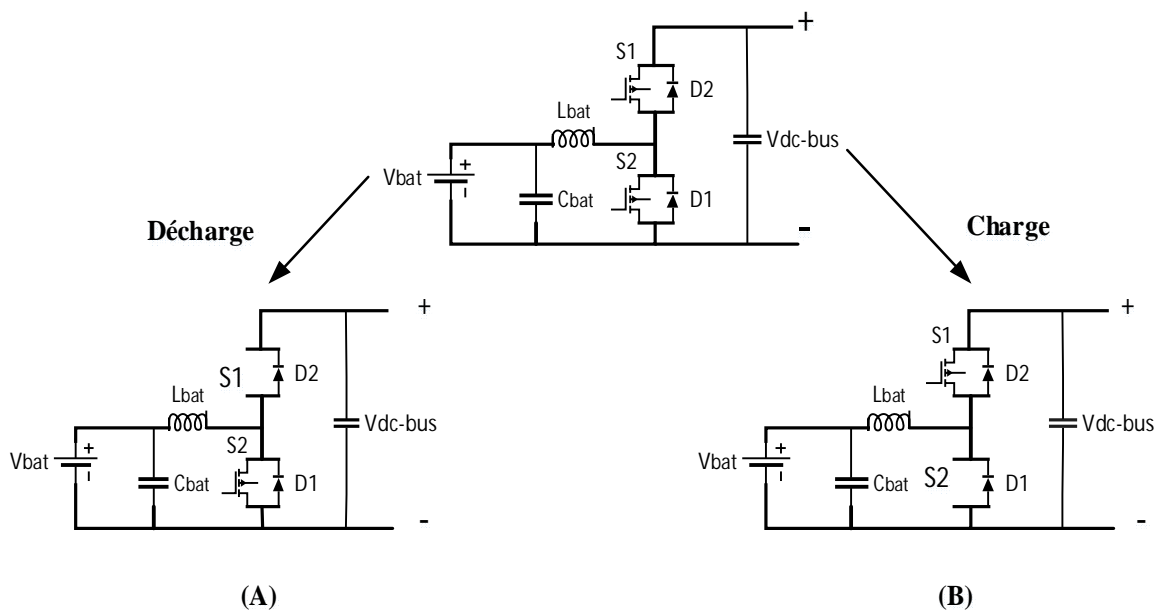 +
S1
D2
Lbat
Vdc-bus
S2
+
Vbat
-
Cbat
D1
-
Décharge
Charge
+
S1
D2
Lbat
Vdc-bus
S2
+
Vbat
-
Cbat
D1
-
+
S1
D2
Lbat
Vdc-bus
+
Vbat
-
Cbat
S2
D1
-
(A)
(B)